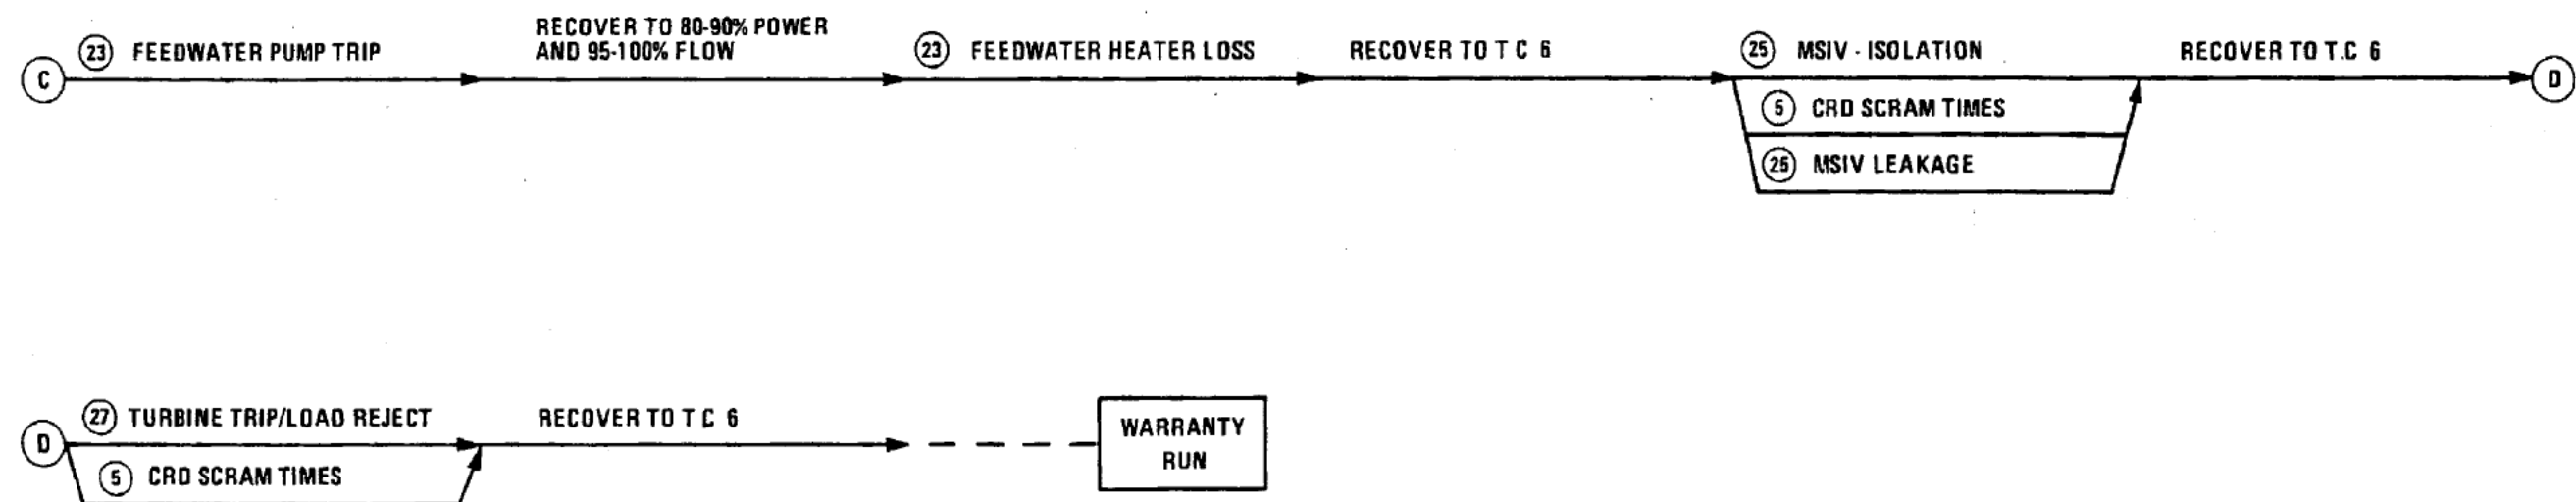 C
23 FEEDWATER PUMP TRIP
RECOVER TO 80-90% POWER
AND 95-100% FLOW
23 FEEDWATER HEATER LOSS
RECOVER TO T C 6
25 MSIV - ISOLATION
RECOVER TO T.C 6
D
5 CRD SCRAM TIMES
25 MSIV LEAKAGE
D
27 TURBINE TRIP/LOAD REJECT
RECOVER TO T C 6
WARRANTY
RUN
5 CRD SCRAM TIMES